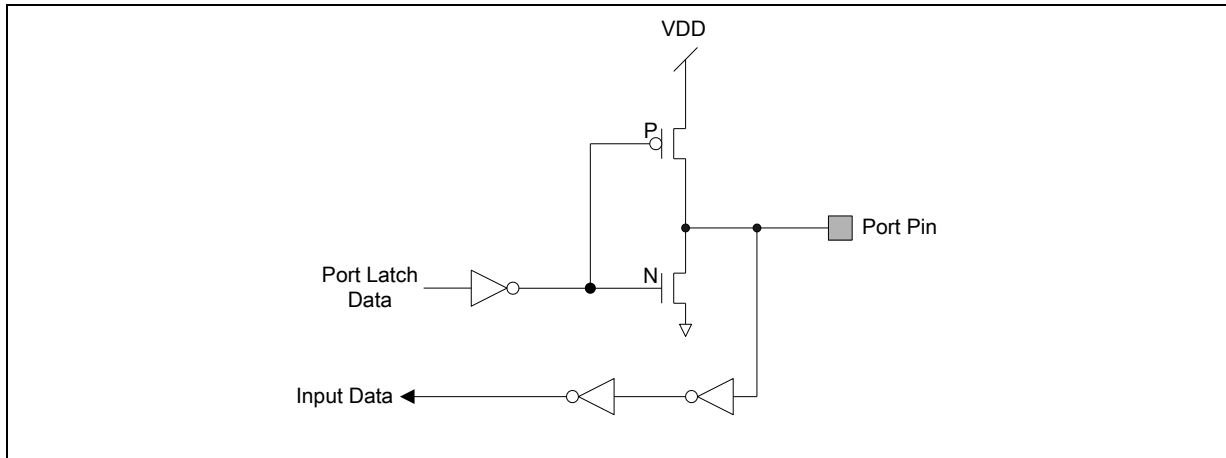 VDD
P
Port Pin
N
Port Latch
Data
Input Data